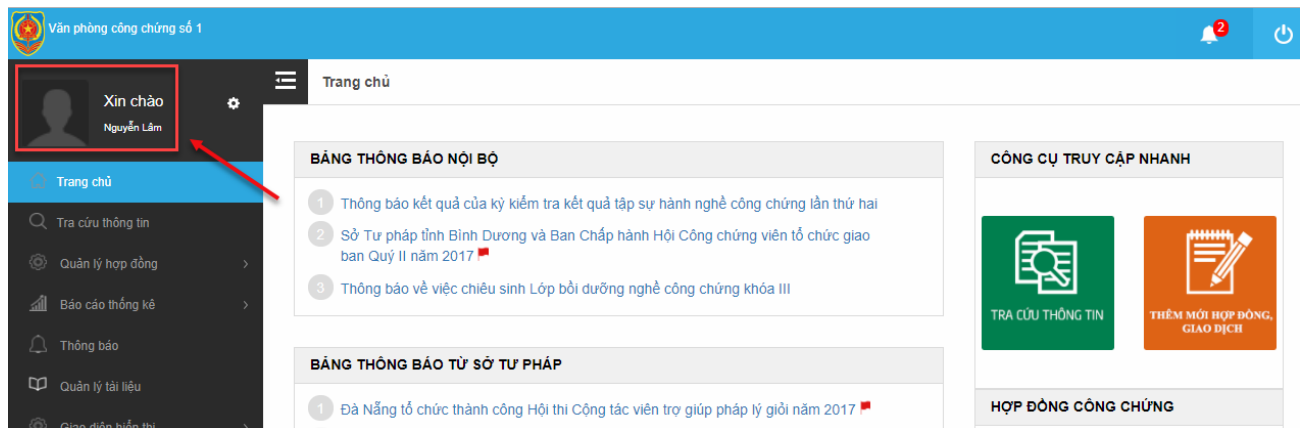 Văn phòng công chứng số 1
2
Xin chào
Nguyễn Lâm
Trang chủ
Trang chủ
Tra cứu thông tin
Quản lý hợp đồng
Báo cáo thống kê
Thông báo
Quản lý tài liệu
Giao diện hiển thị
BẢNG THÔNG BÁO NỘI BỘ
1 Thông báo kết quả của kỳ kiểm tra kết quả tập sự hành nghề công chứng lần thứ hai
2 Sở Tư pháp tỉnh Bình Dương và Ban Chấp hành Hội Công chứng viên tổ chức giao
ban Quý II năm 2017
3 Thông báo về việc chiêu sinh Lớp bồi dưỡng nghề công chứng khóa III
BẢNG THÔNG BÁO TỪ SỞ TƯ PHÁP
1 Đà Nẵng tổ chức thành công Hội thi Cộng tác viên trợ giúp pháp lý giỏi năm 2017
CÔNG CỤ TRUY CẬP NHANH
TRA CỨU THÔNG TIN
THÊM MỚI HỢP ĐỒNG,
GIAO DỊCH
HỢP ĐỒNG CÔNG CHỨNG